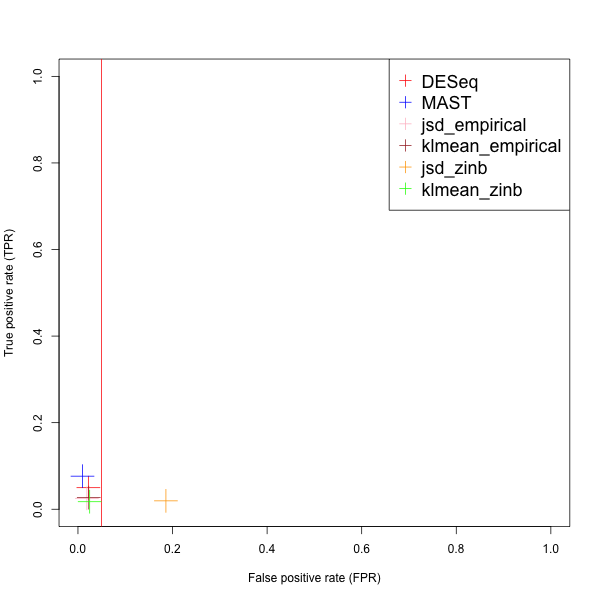 DESeq
MAST
jsd_empirical
klmean_empirical
jsd_zinb
klmean_zinb
True positive rate (TPR)
1.0
0.8
0.6
0.4
0.2
0.0
0.0 0.2 0.4 0.6 0.8 1.0
False positive rate (FPR)